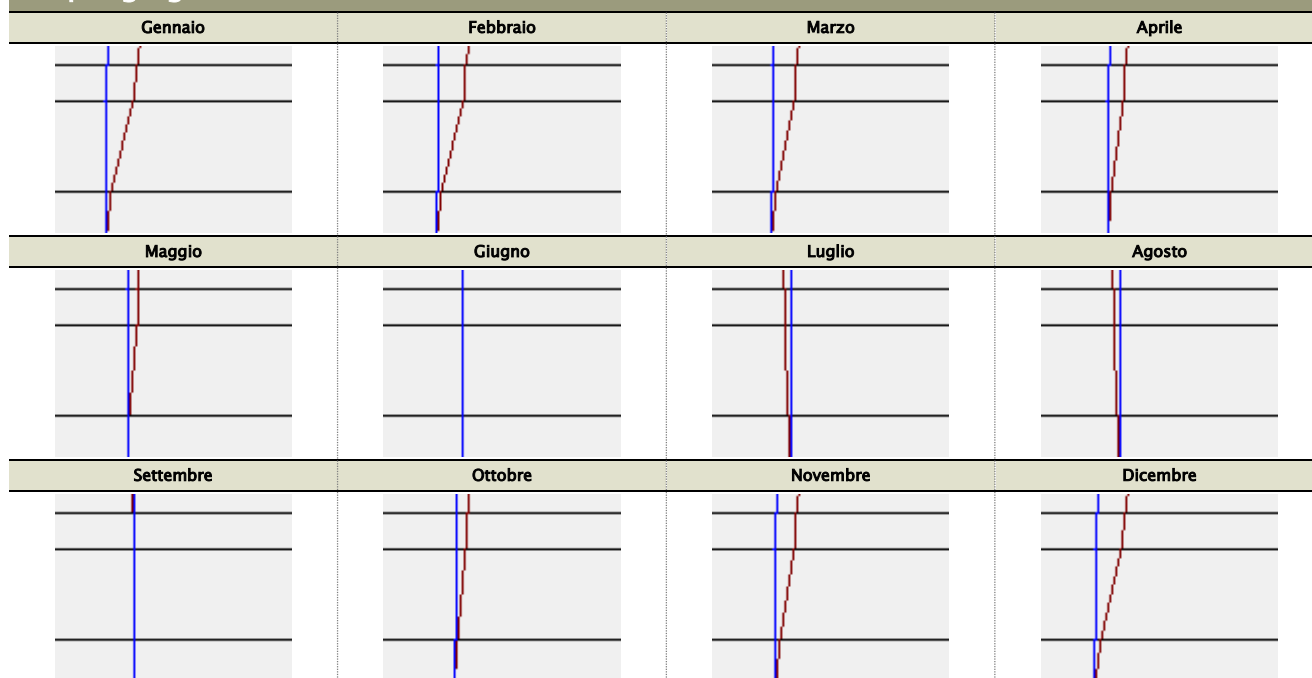 Gennaio Febbraio Marzo Aprile
Maggio Giugno Luglio Agosto
Settembre Ottobre Novembre Dicembre